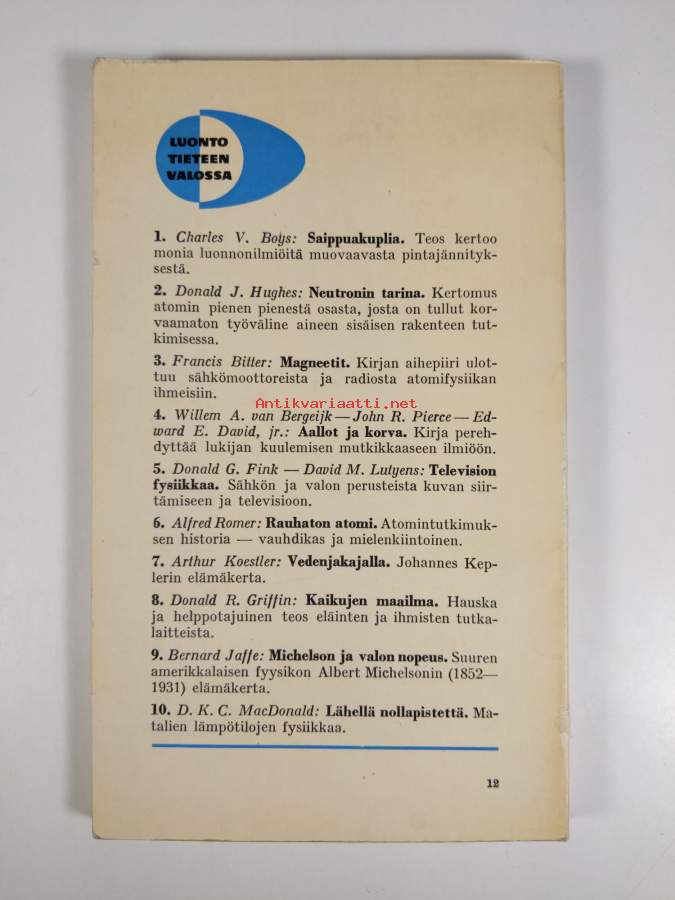 LUONTO
TIETEEN
VALOSSA
1. Charles V. Boys: Saippuakuplia. Teos kertoo
monia luonnonilmiöitä muovaavasta pintajännityk-
sestä.
2. Donald J. Hughes: Neutronin tarina. Kertomus
atomin pienen pienestä osasta, josta on tullut kor-
vaamaton työväline aineen sisäisen rakenteen tut-
kimisessa.
3. Francis Bitter: Magneetit. Kirjan aihepiiri ulot-
tuu sähkömoottoreista ja radiosta atomifysiikan
ihmeisiin.
Antikvariaatti.net
4. Willem A. van Bergeijk — John R. Pierce — Ed-
ward E. David, jr.: Aallot ja korva. Kirja pereh-
dyttää lukijan kuulemisen mutkikkaaseen ilmiöön.
5. Donald G. Fink — David M. Lutyens: Television
fysiikkaa. Sähkön ja valon perusteista kuvan siir-
tämiseen ja televisioon.
6. Alfred Romer: Rauhaton atomi. Atomintutkimuk-
sen historia — vauhdikas ja mielenkiintoinen.
7. Arthur Koestler: Vedenjakajalla. Johannes Kep-
lerin elämäkerta.
8. Donald R. Griffin: Kaikujen maailma. Hauska
ja helppotajuinen teos eläinten ja ihmisten tutka-
laitteista.
9. Bernard Jaffe: Michelson ja valon nopeus. Suuren
amerikkalaisen fyysikon Albert Michelsonin (1852—
1931) elämäkerta.
10. D. K. C. MacDonald: Lähellä nollapistettä. Ma-
talien lämpötilojen fysiikkaa.
12